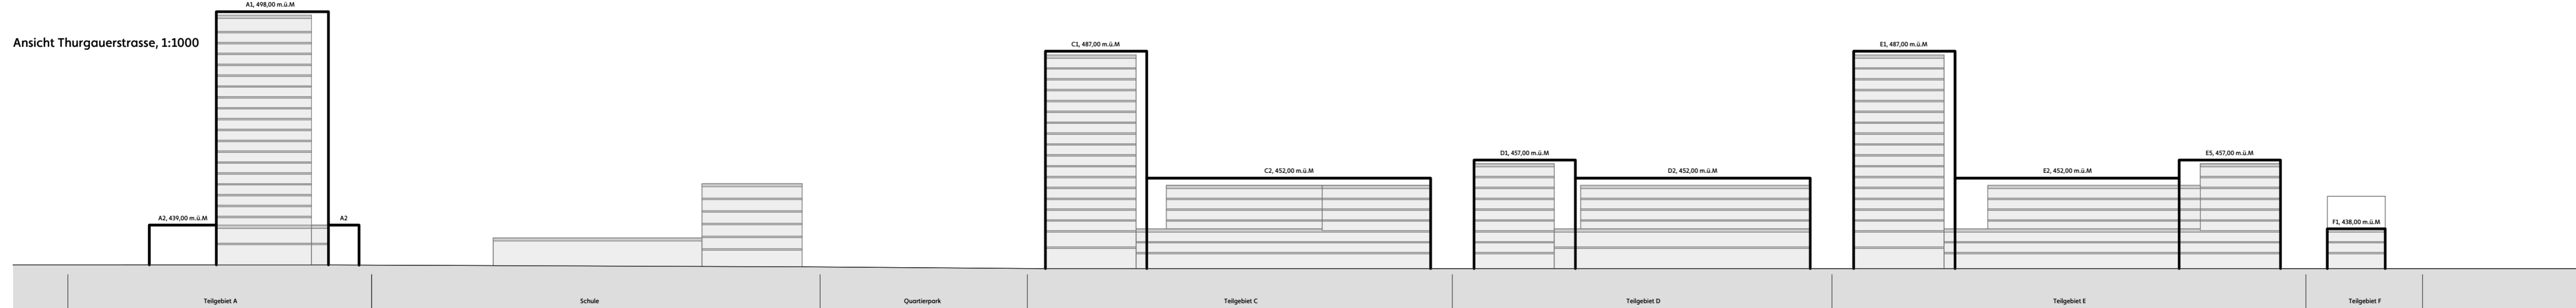 A1, 498,00 m.ü.M
Ansicht Thurgauerstrasse, 1:1000
C1, 487,00 m.ü.M
E1, 487,00 m.ü.M
D1, 457,00 m.ü.M
E5, 457,00 m.ü.M
C2, 452,00 m.ü.M
D2, 452,00 m.ü.M
E2, 452,00 m.ü.M
A2, 439,00 m.ü.M
A2
F1, 438,00 m.ü.M
Teilgebiet A
Schule
Quartierpark
Teilgebiet C
Teilgebiet D
Teilgebiet E
Teilgebiet F